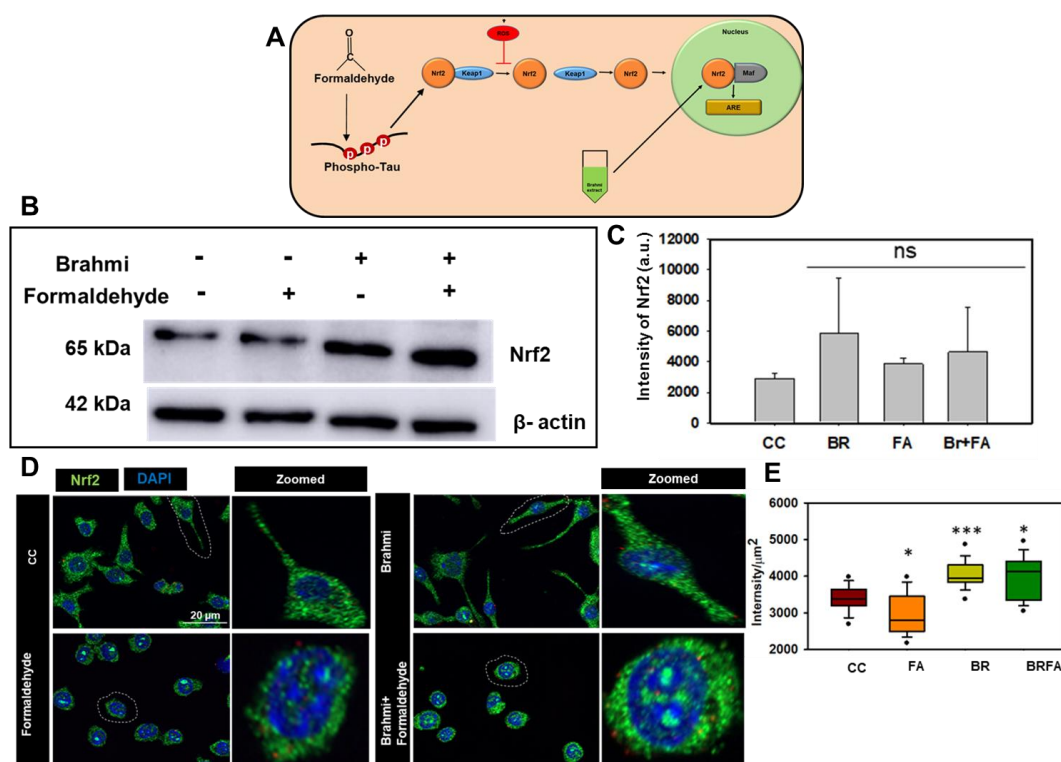 A
O
C
Formaldehyde
P P P
Phospho-Tau
ROS
Nrf2 Keap1 Nrf2 Keap1 Nrf2
Nucleus
Nrf2 Maf
ARE
Brahmi
extract
B
Brahmi - - + +
Formaldehyde - + - +
65 kDa Nrf2
42 kDa β- actin
C
Intensity of Nrf2 (a.u.)
12000
10000
8000
6000
4000
2000
0
ns
CC BR FA Br+FA
D
Nrf2 DAPI Zoomed Zoomed
CC
20 µm
Brahmi
Formaldehyde
Brahmi+
Formaldehyde
E
Internsity/µm2
6000
5000
4000
3000
2000
* *** *
CC FA BR BRFA